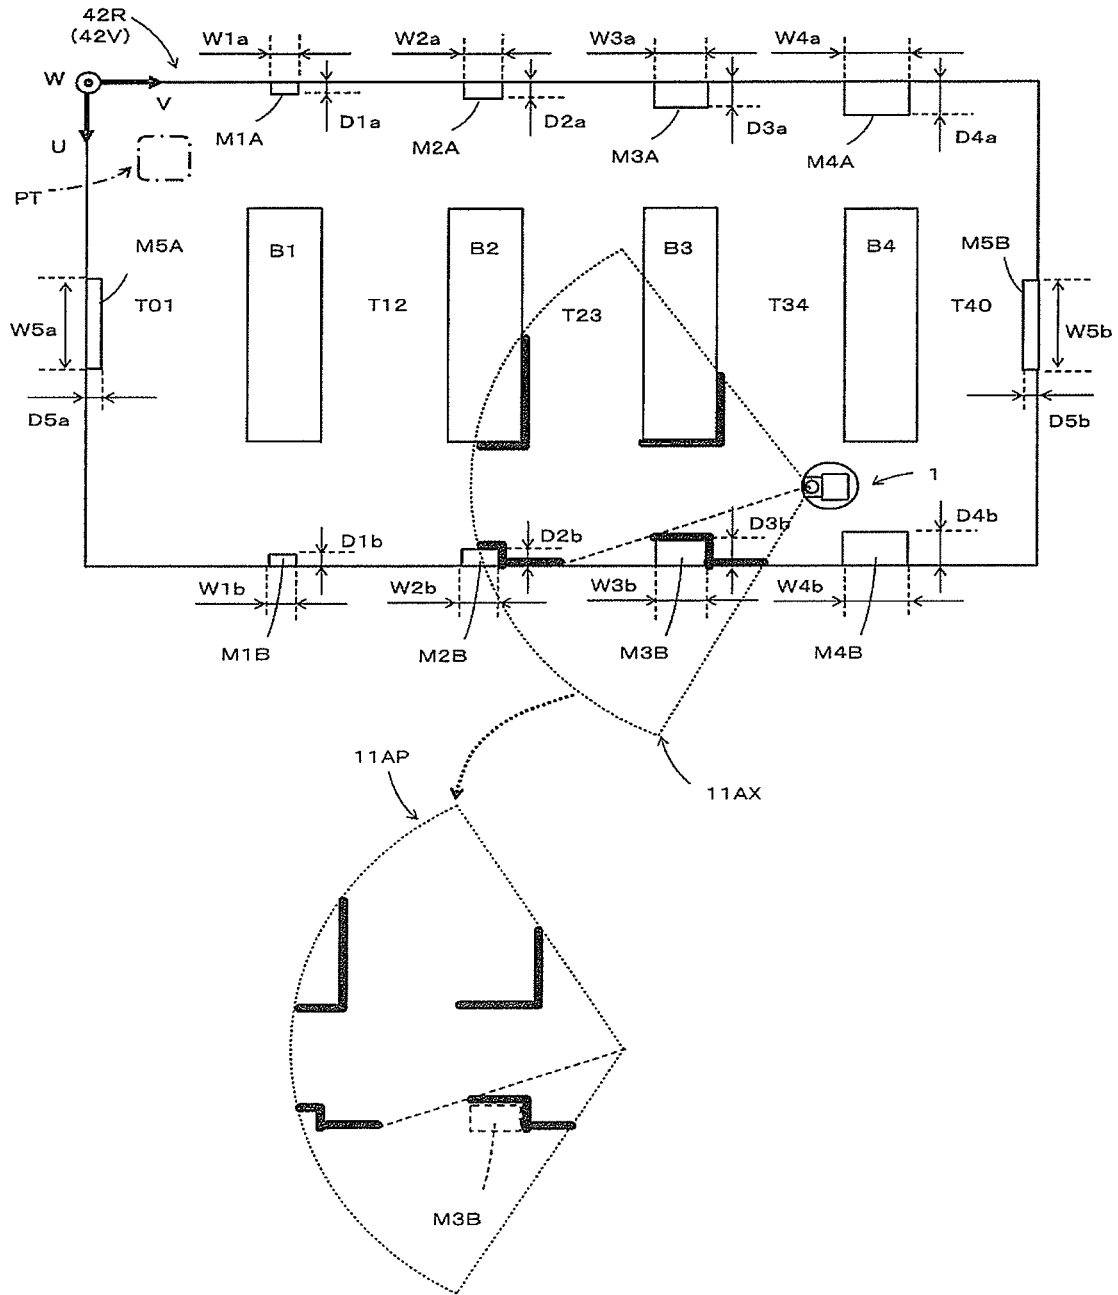 42R
(42V)
W1a
W2a
W3a
W4a
W
V
U
M1A
D1a
M2A
D2a
M3A
D3a
M4A
D4a
PT
M5A
B1
B2
B3
B4
M5B
T01
T12
T23
T34
T40
W5a
W5b
D5a
D5b
1
D1b
D2b
D3b
D4b
W1b
W2b
W3b
W4b
M1B
M2B
M3B
M4B
11AP
11AX
M3B